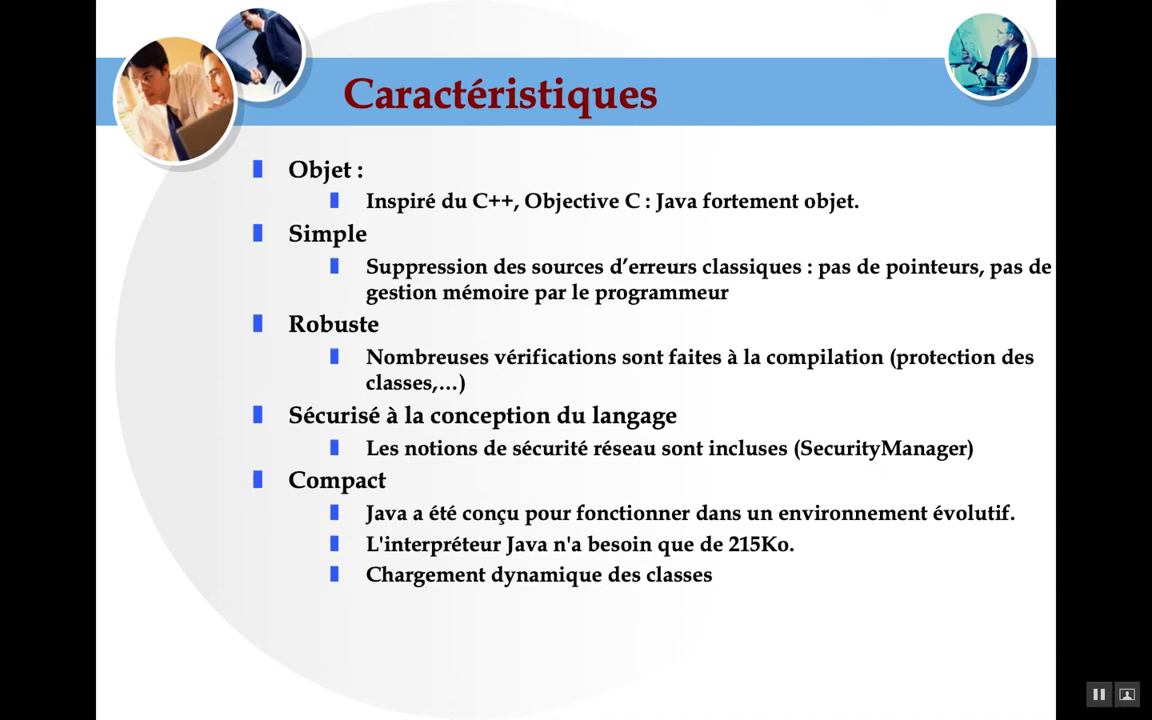 Caractéristiques
Objet :
Inspiré du C++, Objective C : Java fortement objet.
Simple
Suppression des sources d’erreurs classiques : pas de pointeurs, pas de
gestion mémoire par le programmeur
Robuste
Nombreuses vérifications sont faites à la compilation (protection des
classes,…)
Sécurisé à la conception du langage
Les notions de sécurité réseau sont incluses (SecurityManager)
Compact
Java a été conçu pour fonctionner dans un environnement évolutif.
L'interpréteur Java n'a besoin que de 215Ko.
Chargement dynamique des classes